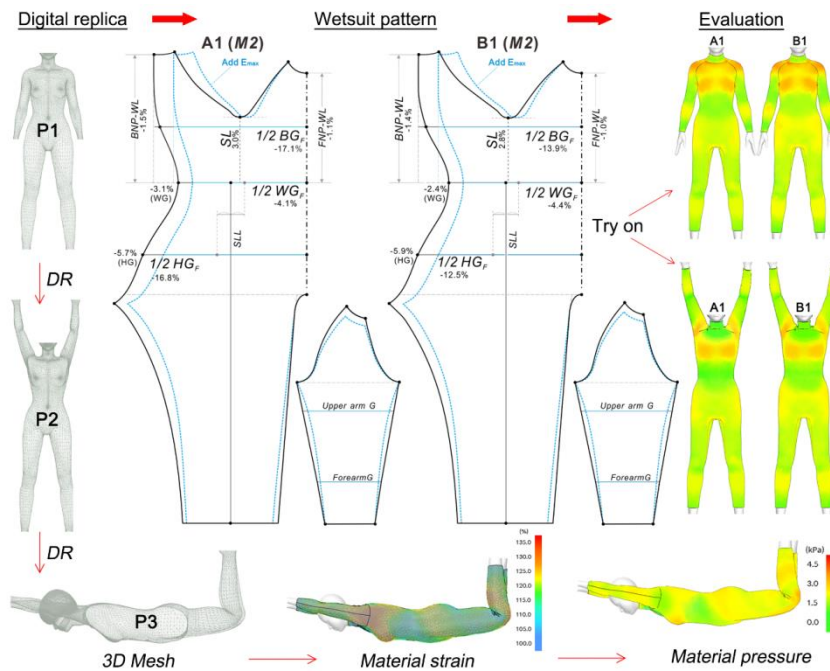 Digital replica
Wetsuit pattern
Evaluation
A1 (M2)
B1 (M2)
A1
B1
Add Emax
Add Emax
P1
BNP-WL
-1.5%
SL
3.0%
FNP-WL
-1.1%
1/2 BGF
-17.1%
BNP-WL
-1.4%
SL
2.8%
FNP-WL
-1.0%
1/2 BGF
-13.9%
-3.1%
(WG)
1/2 WGF
-4.1%
-2.4%
(WG)
1/2 WGF
-4.4%
Try on
SLL
SLL
-5.7%
(HG)
1/2 HGF
-16.8%
-5.9%
(HG)
1/2 HGF
-12.5%
DR
A1
B1
P2
Upper arm G
Upper arm G
ForearmG
ForearmG
DR
P3
(%)
135.0
130.0
125.0
120.0
115.0
110.0
105.0
100.0
(kPa)
4.5
3.0
1.5
0.0
3D Mesh
Material strain
Material pressure